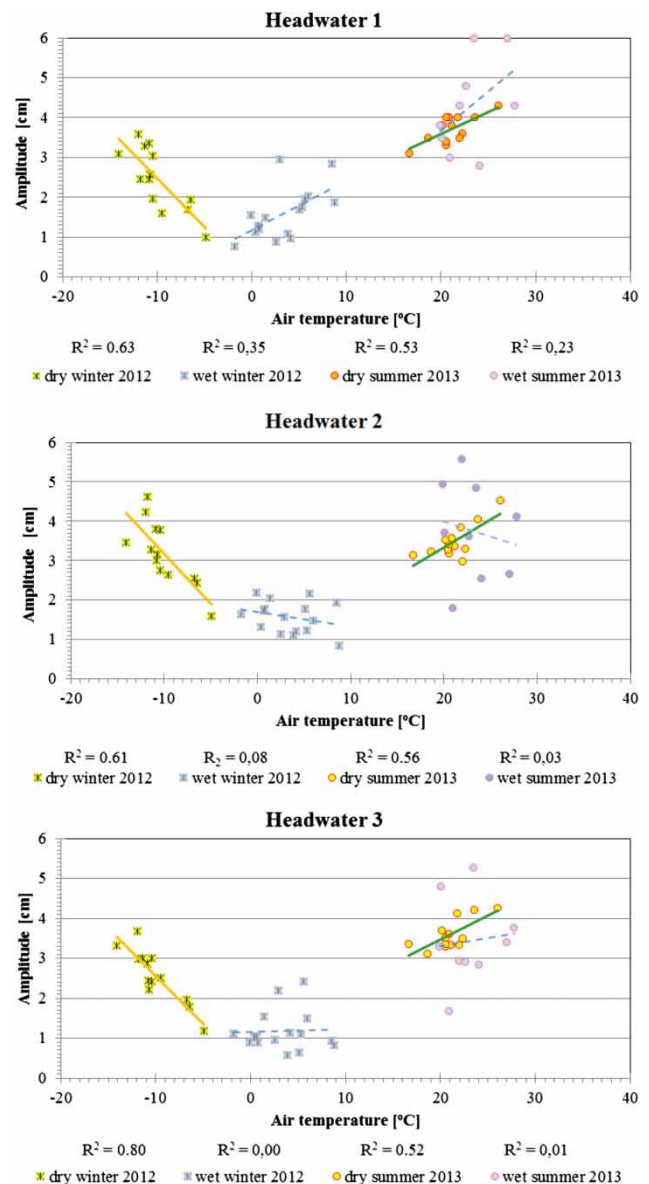 Headwater 1
Amplitude [cm]
6
5
4
3
2
1
0
-20 -10 0 10 20 30 40
Air temperature [ºC]
R² = 0.63 R² = 0,35 R² = 0.53 R² = 0,23
dry winter 2012 wet winter 2012 dry summer 2013 wet summer 2013
Headwater 2
Amplitude [cm]
6
5
4
3
2
1
0
-20 -10 0 10 20 30 40
Air temperature [ºC]
R² = 0.61 R₂ = 0,08 R² = 0.56 R² = 0,03
dry winter 2012 wet winter 2012 dry summer 2013 wet summer 2013
Headwater 3
Amplitude [cm]
6
5
4
3
2
1
0
-20 -10 0 10 20 30 40
Air temperature [ºC]
R² = 0.80 R² = 0,00 R² = 0.52 R² = 0,01
dry winter 2012 wet winter 2012 dry summer 2013 wet summer 2013